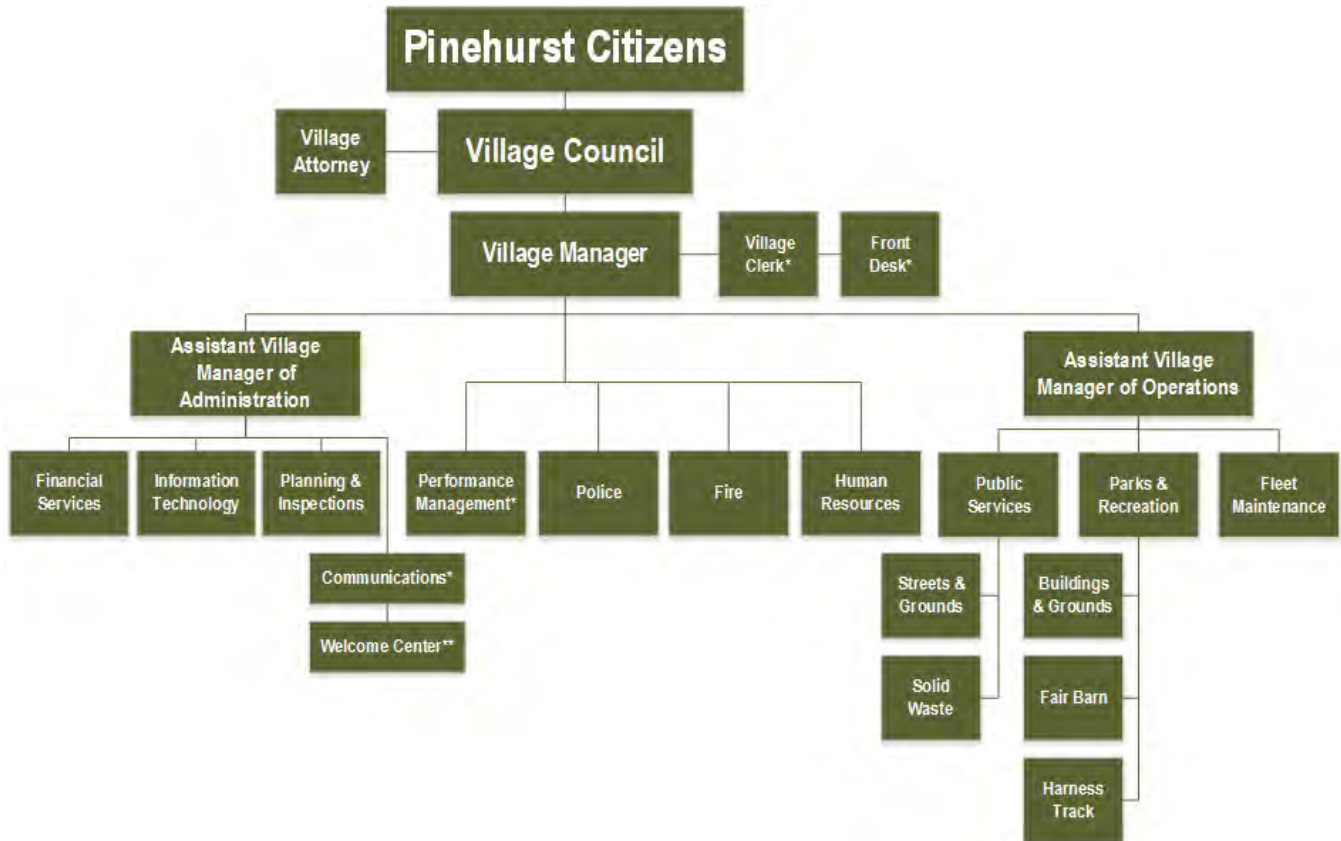 Pinehurst Citizens
Village
Attorney
Village Council
Village Manager
Village
Clerk*
Front
Desk*
Assistant Village
Manager of
Administration
Assistant Village
Manager of Operations
Financial
Services
Information
Technology
Planning &
Inspections
Performance
Management*
Police
Fire
Human
Resources
Public
Services
Parks &
Recreation
Fleet
Maintenance
Communications*
Welcome Center**
Streets &
Grounds
Buildings
& Grounds
Solid
Waste
Fair Barn
Harness
Track